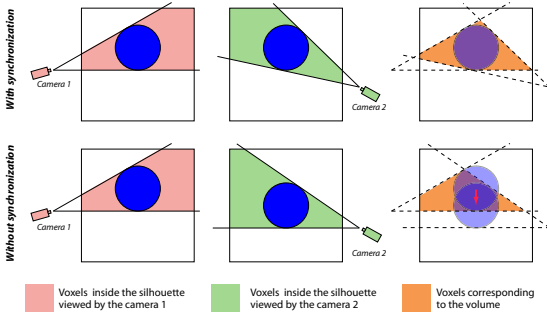 With synchronization
Camera 1
Camera 2
Without synchronization
Camera 1
Camera 2
Voxels inside the silhouette
viewed by the camera 1
Voxels inside the silhouette
viewed by the camera 2
Voxels corresponding
to the volume